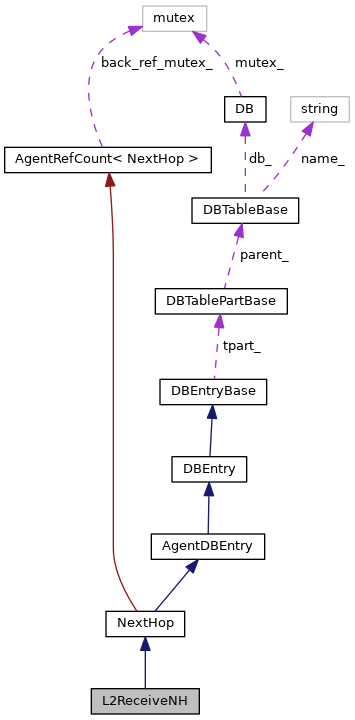 mutex
back_ref_mutex_
mutex_
DB
string
AgentRefCount< NextHop >
db_
name_
DBTableBase
parent_
DBTablePartBase
tpart_
DBEntryBase
DBEntry
AgentDBEntry
NextHop
L2ReceiveNH